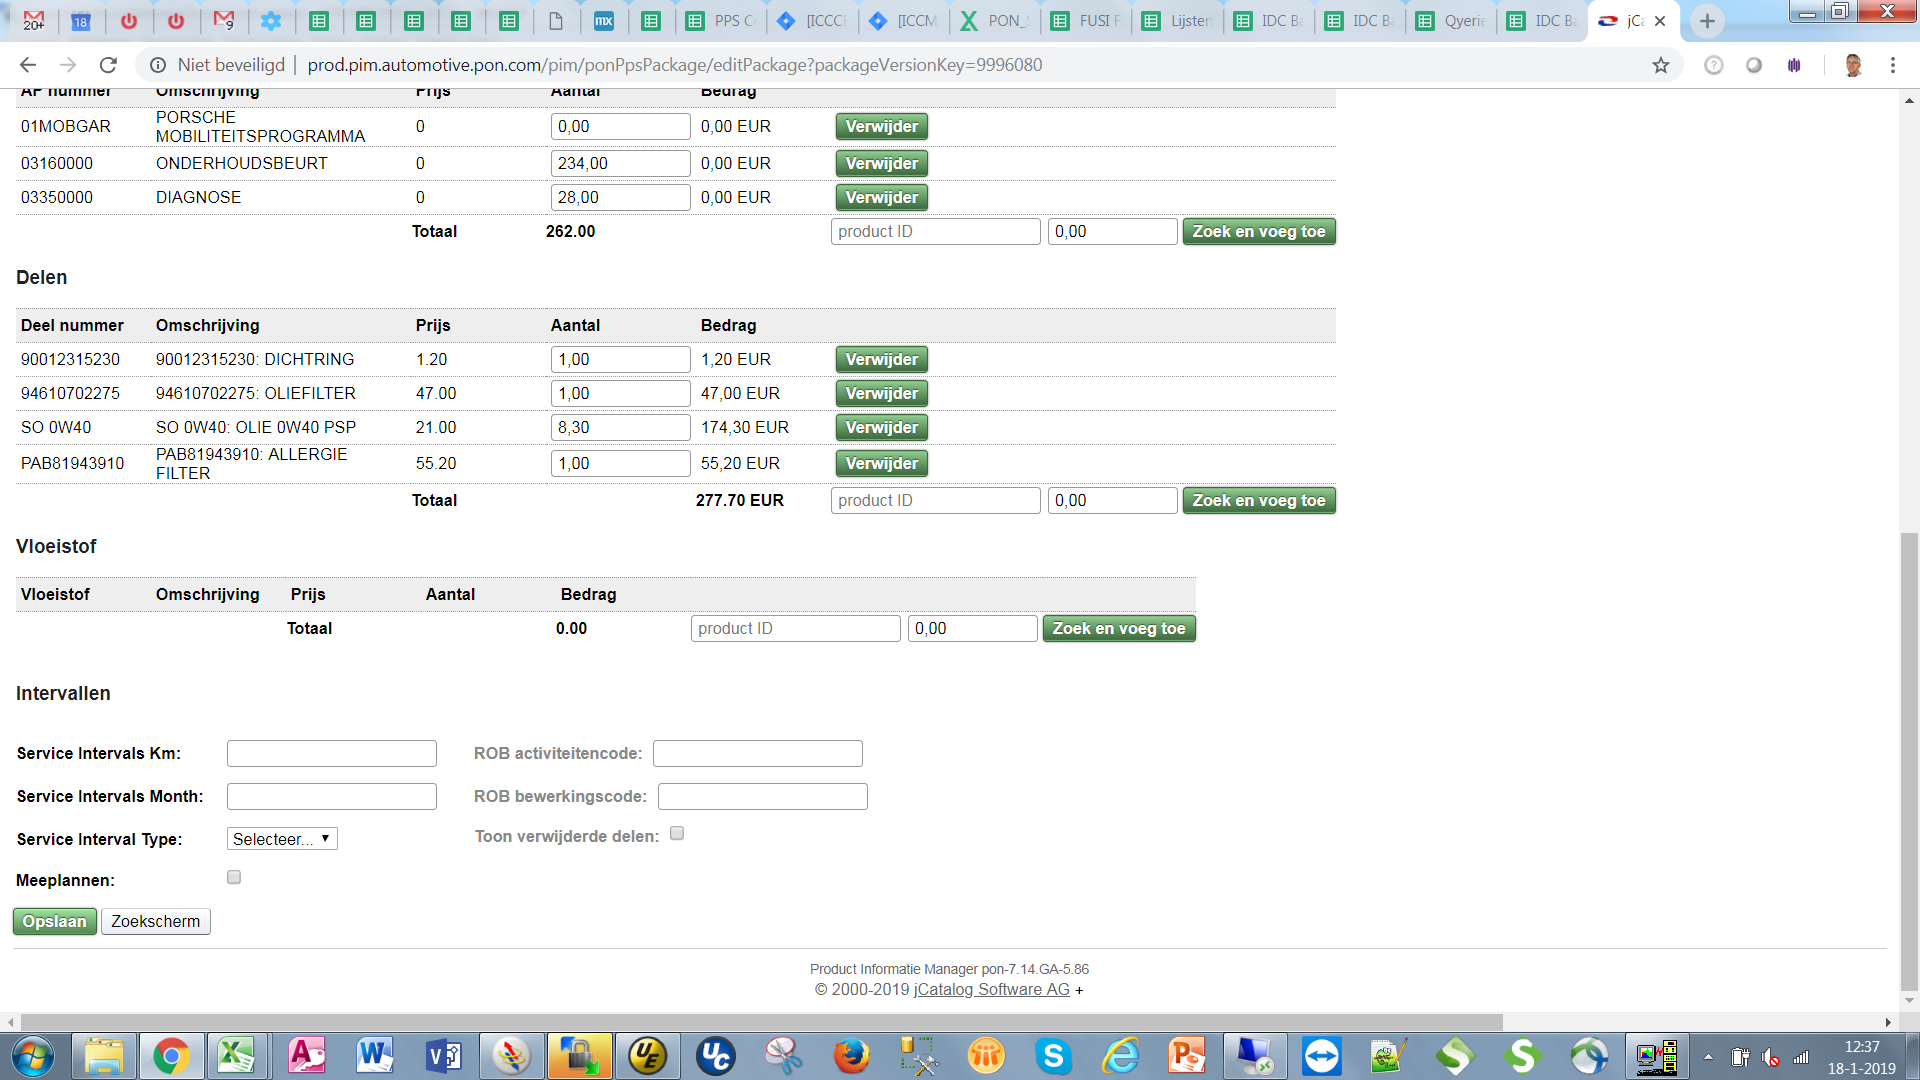 20+
18
9
mx
PPS C
[ICCC
[ICCM
PON_
FUSI F
Lijsten
IDC Ba
IDC Ba
Qyerie
IDC Ba
jCa
Niet beveiligd
prod.pim.automotive.pon.com/pim/ponPpsPackage/editPackage?packageVersionKey=9996080
AP nummer Omschrijving Prijs Aantal Bedrag
01MOBGAR PORSCHE MOBILITEITSPROGRAMMA 0 0,00 0,00 EUR Verwijder
03160000 ONDERHOUDSBEURT 0 234,00 0,00 EUR Verwijder
03350000 DIAGNOSE 0 28,00 0,00 EUR Verwijder
Totaal 262.00 product ID 0,00 Zoek en voeg toe
Delen
Deel nummer Omschrijving Prijs Aantal Bedrag
90012315230 90012315230: DICHTRING 1.20 1,00 1,20 EUR Verwijder
94610702275 94610702275: OLIEFILTER 47.00 1,00 47,00 EUR Verwijder
SO 0W40 SO 0W40: OLIE 0W40 PSP 21.00 8,30 174,30 EUR Verwijder
PAB81943910 PAB81943910: ALLERGIE FILTER 55.20 1,00 55,20 EUR Verwijder
Totaal 277.70 EUR product ID 0,00 Zoek en voeg toe
Vloeistof
Vloeistof Omschrijving Prijs Aantal Bedrag
Totaal 0.00 product ID 0,00 Zoek en voeg toe
Intervallen
Service Intervals Km: ROB activiteitencode:
Service Intervals Month: ROB bewerkingscode:
Service Interval Type: Selecteer... Toon verwijderde delen:
Meeplannen:
Opslaan Zoekscherm
Product Informatie Manager pon-7.14.GA-5.86
© 2000-2019 jCatalog Software AG +
12:37
18-1-2019